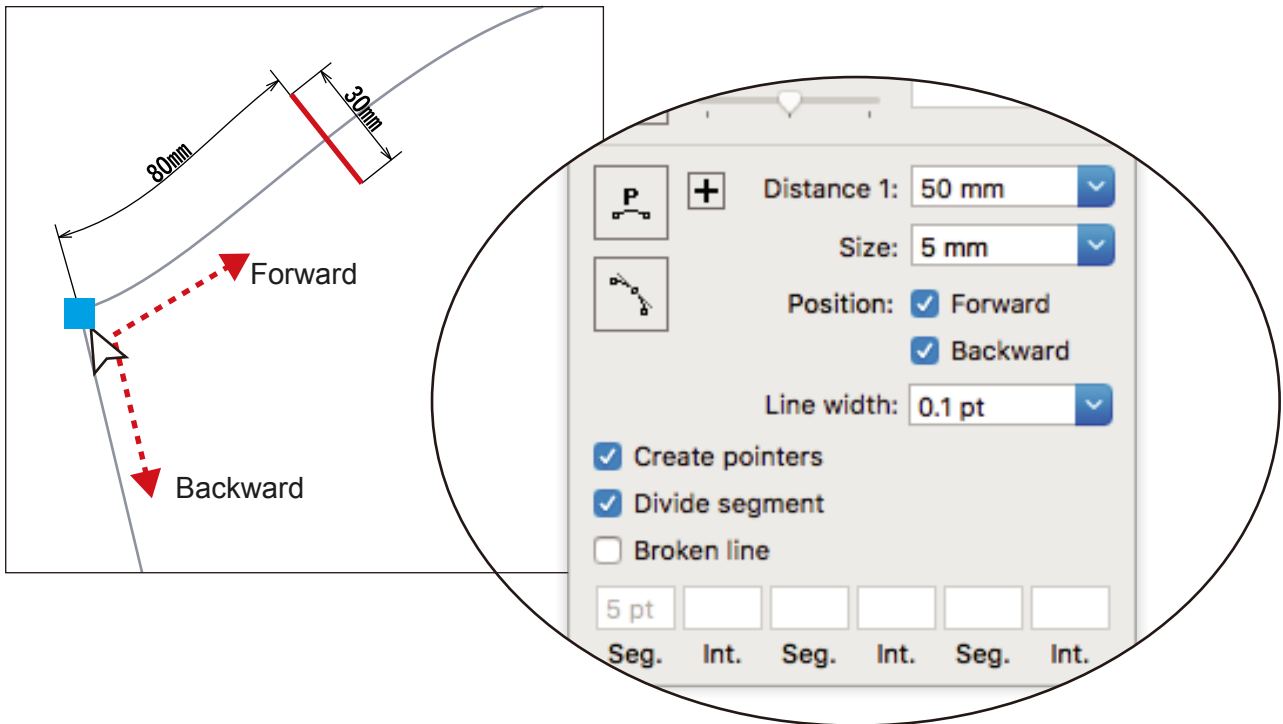 80mm
30mm
Forward
Backward
P
Distance 1: 50 mm
Size: 5 mm
Position: Forward
Backward
Line width: 0.1 pt
Create pointers
Divide segment
Broken line
5 pt
Seg. Int. Seg. Int. Seg. Int.